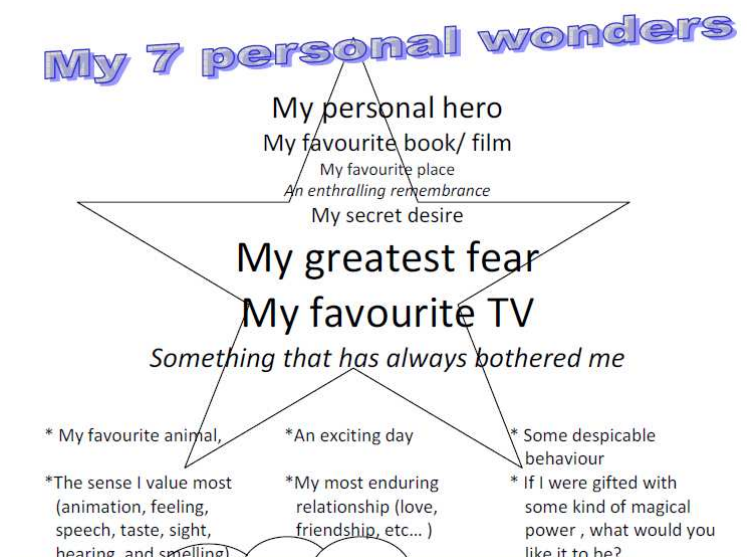 My 7 personal wonders
My personal hero
My favourite book/ film
My favourite place
An enthralling remembrance
My secret desire
My greatest fear
My favourite TV
Something that has always bothered me
* My favourite animal,
*The sense I value most
(animation, feeling,
speech, taste, sight,
hearing, and smelling)
*An exciting day
*My most enduring
relationship (love,
friendship, etc... )
* Some despicable
behaviour
* If I were gifted with
some kind of magical
power , what would you
like it to be?